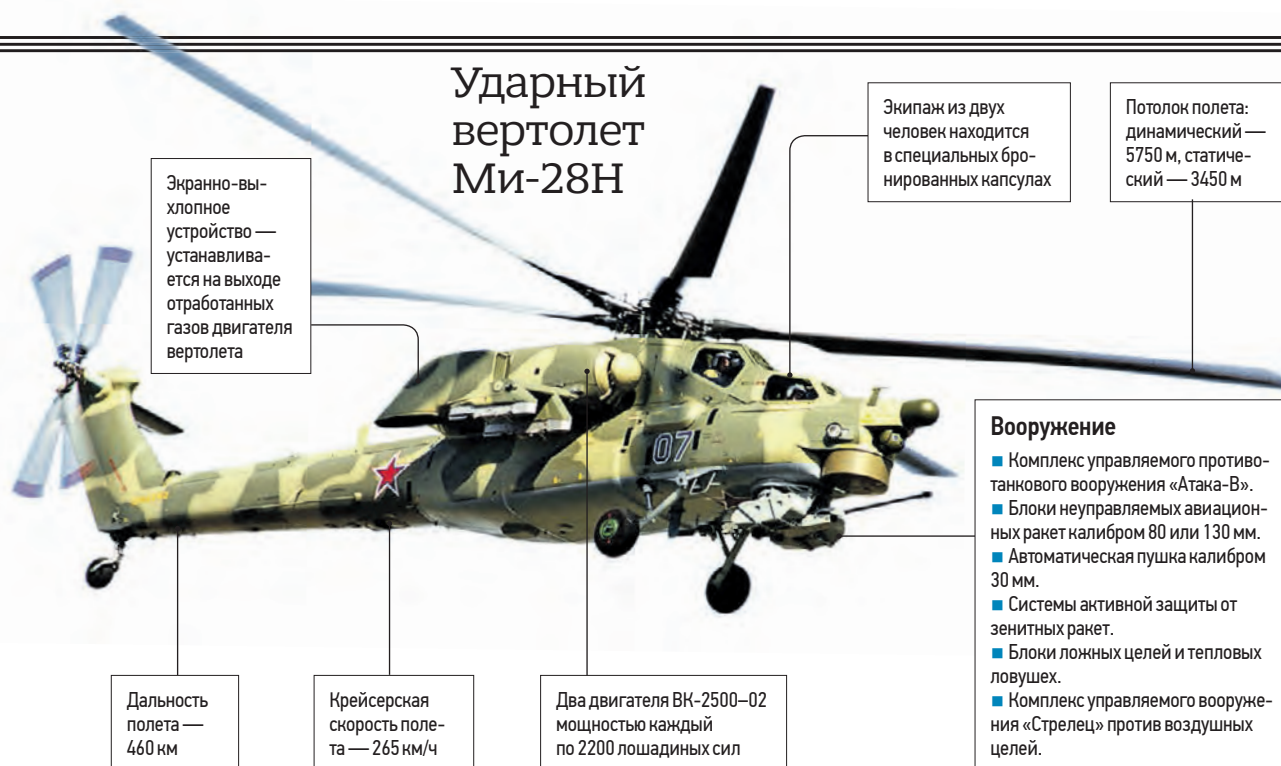 Ударный
вертолет
Ми-28Н
Экранно-вы-
хлопное
устройство —
устанавлива-
ется на выходе
отработанных
газов двигателя
вертолета
Экипаж из двух
человек находится
в специальных бро-
нированных капсулах
Потолок полета:
динамический —
5750 м, статиче-
ский — 3450 м
07
Вооружение
■ Комплекс управляемого противо-
танкового вооружения «Атака-В».
■ Блоки неуправляемых авиацион-
ных ракет калибром 80 или 130 мм.
■ Автоматическая пушка калибром
30 мм.
■ Системы активной защиты от
зенитных ракет.
■ Блоки ложных целей и тепловых
ловушек.
■ Комплекс управляемого вооруже-
ния «Стрелец» против воздушных
целей.
Дальность
полета —
460 км
Крейсерская
скорость поле-
та — 265 км/ч
Два двигателя ВК-2500–02
мощностью каждый
по 2200 лошадиных сил